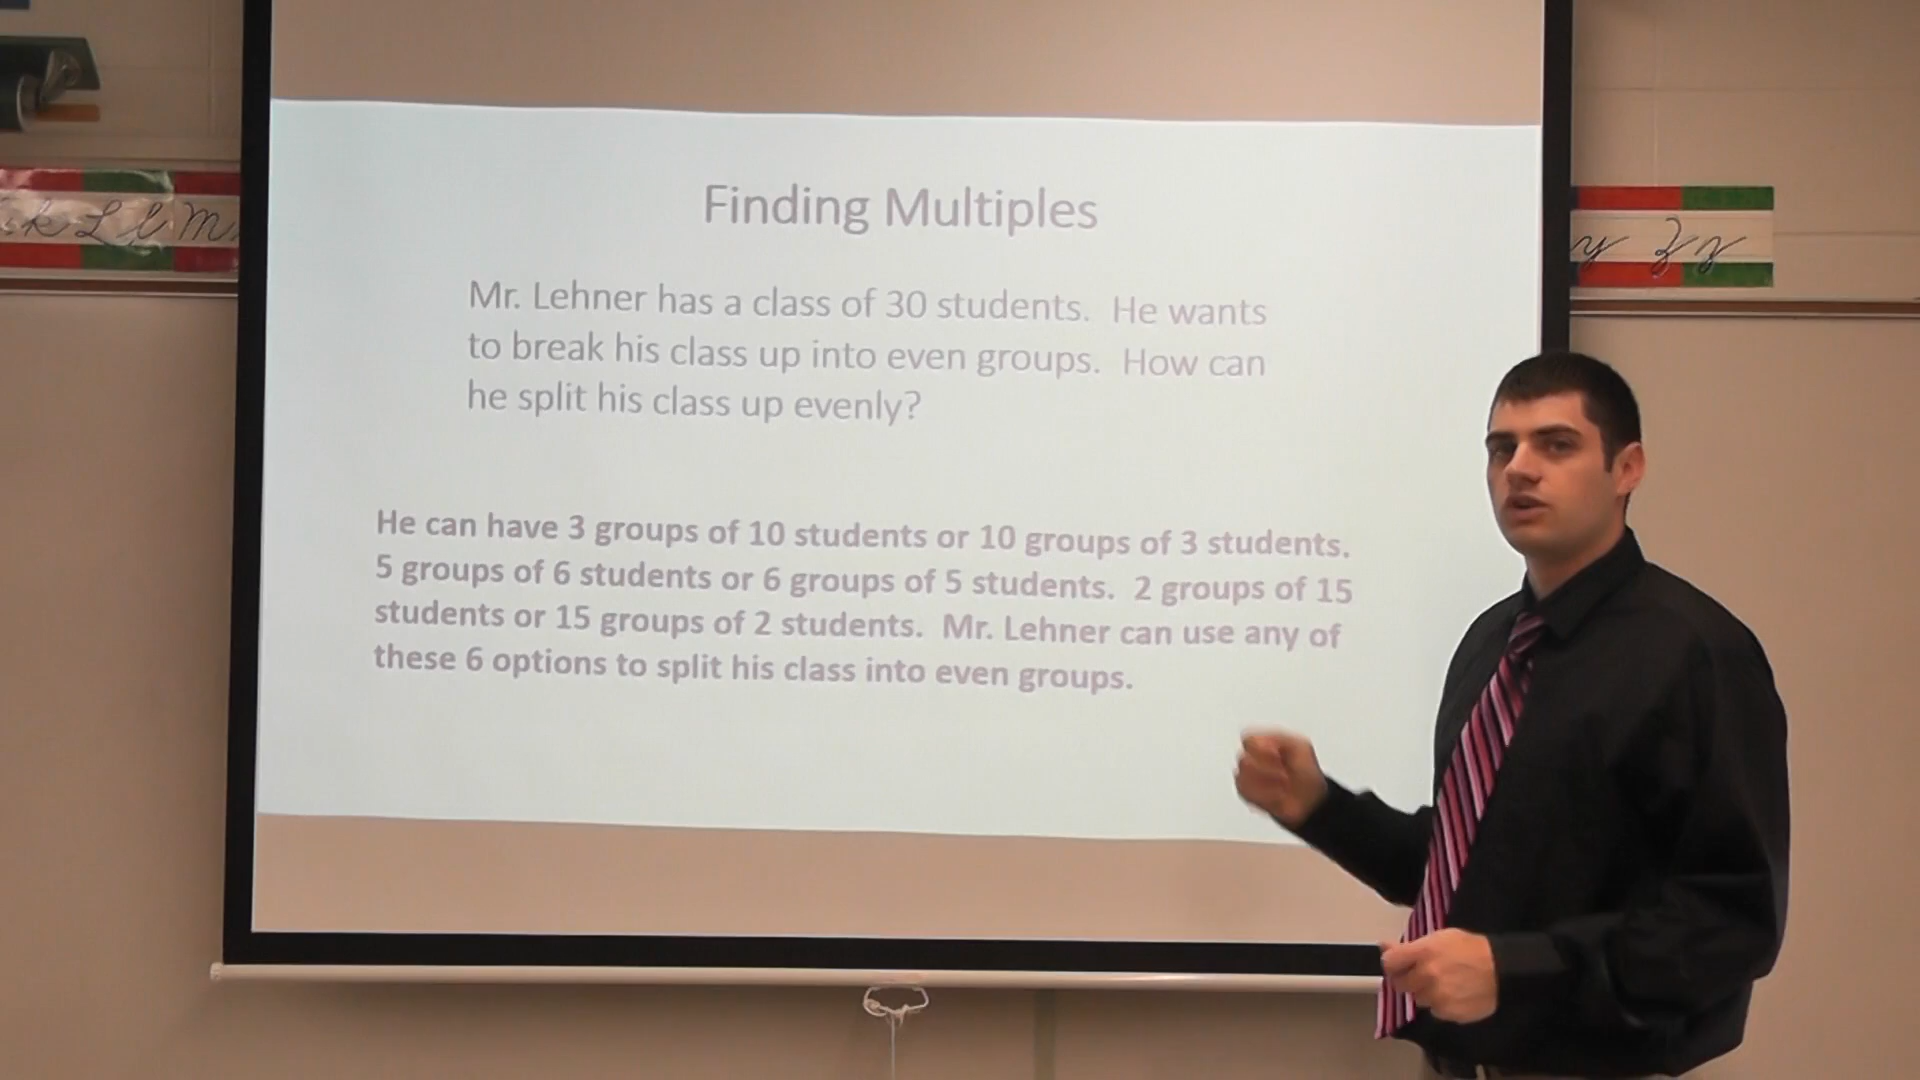 Finding Multiples
Mr. Lehner has a class of 30 students.  He wants
to break his class up into even groups.  How can
he split his class up evenly?
He can have 3 groups of 10 students or 10 groups of 3 students.
5 groups of 6 students or 6 groups of 5 students.  2 groups of 15
students or 15 groups of 2 students.  Mr. Lehner can use any of
these 6 options to split his class into even groups.
k L l M
y Z z